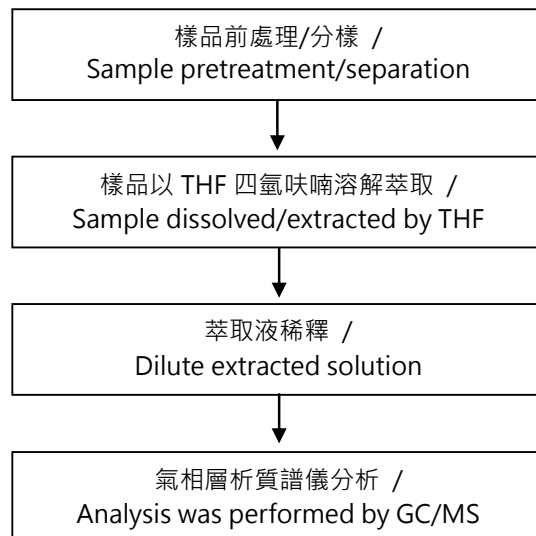 樣品前處理/分樣 /
Sample pretreatment/separation
樣品以 THF 四氫呋喃溶解萃取 /
Sample dissolved/extracted by THF
萃取液稀釋 /
Dilute extracted solution
氣相層析質譜儀分析 /
Analysis was performed by GC/MS